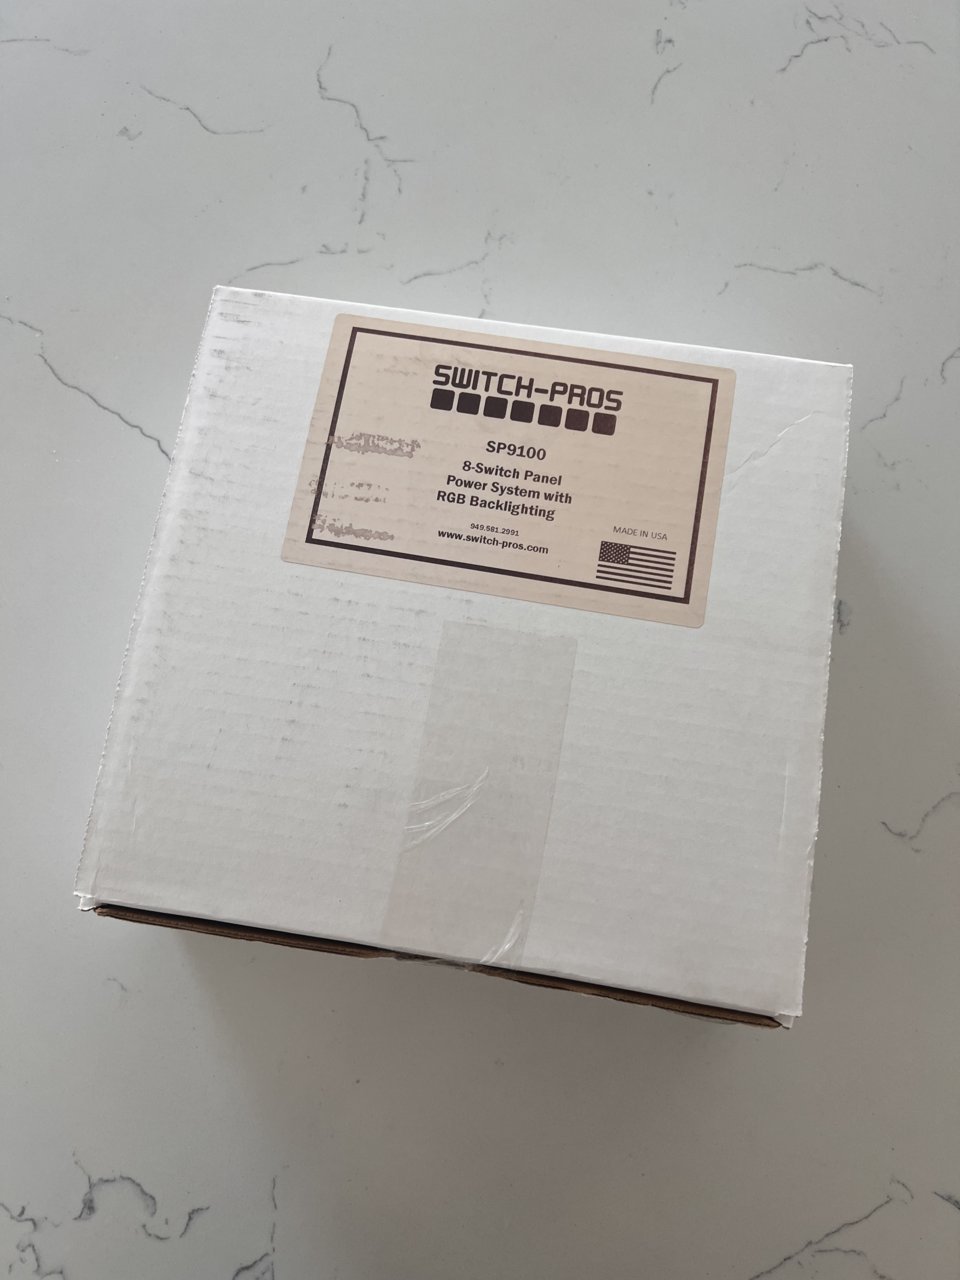 SWITCH-PROS
SP9100
8-Switch Panel
Power System with
RGB Backlighting
949.581.2991
www.switch-pros.com
MADE IN USA